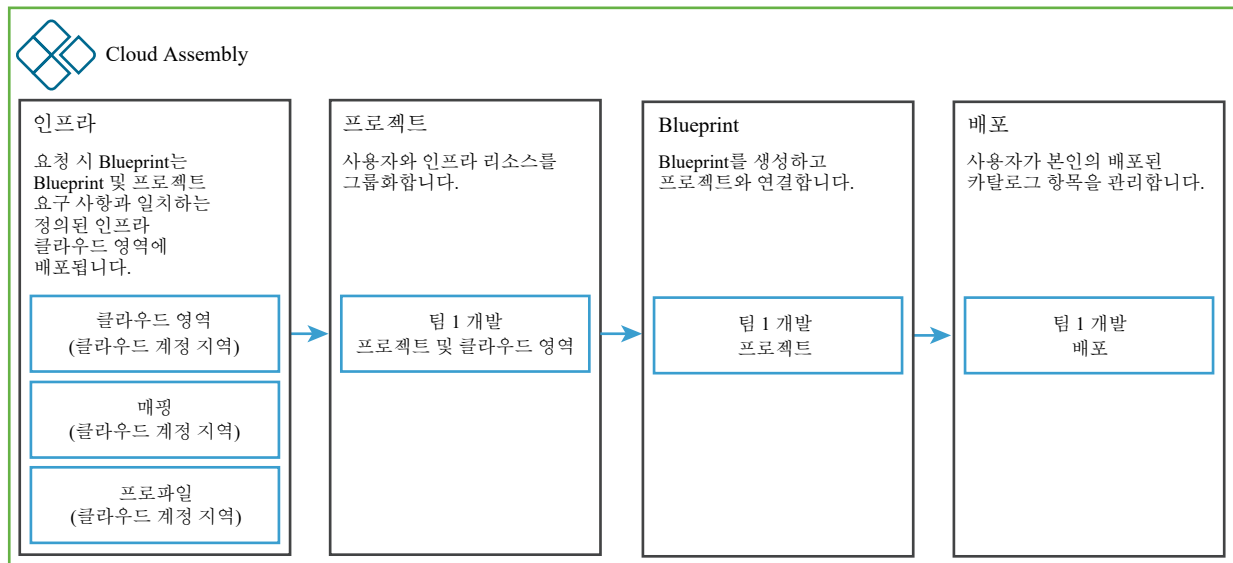 Cloud Assembly
인프라
요청 시 Blueprint는
Blueprint 및 프로젝트
요구 사항과 일치하는
정의된 인프라
클라우드 영역에
배포됩니다.
클라우드 영역
(클라우드 계정 지역)
매핑
(클라우드 계정 지역)
프로파일
(클라우드 계정 지역)
프로젝트
사용자와 인프라 리소스를
그룹화합니다.
팀 1 개발
프로젝트 및 클라우드 영역
Blueprint
Blueprint를 생성하고
프로젝트와 연결합니다.
팀 1 개발
프로젝트
배포
사용자가 본인의 배포된
카탈로그 항목을 관리합니다.
팀 1 개발
배포